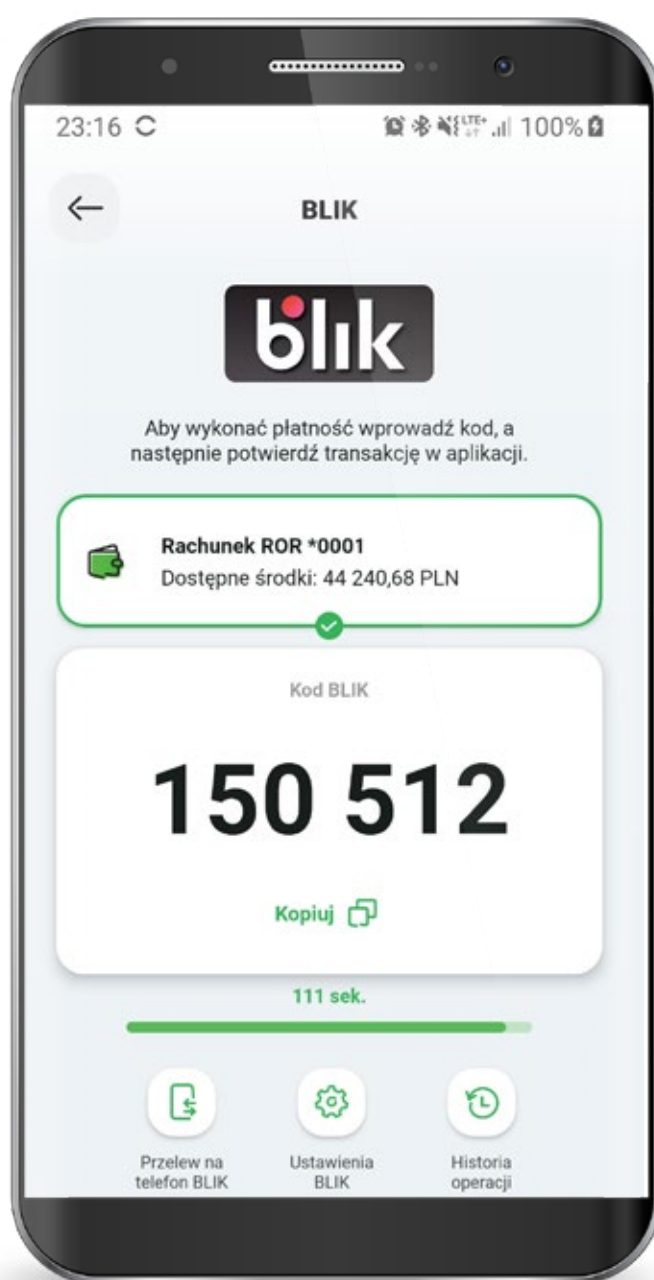 23:16
LTE+
100%
BLIK
blik
Aby wykonać płatność wprowadź kod, a
następnie potwierdź transakcję w aplikacji.
Rachunek ROR *0001
Dostępne środki: 44 240,68 PLN
Kod BLIK
150 512
Kopiuj
111 sek.
Przelew na
telefon BLIK
Ustawienia
BLIK
Historia
operacji